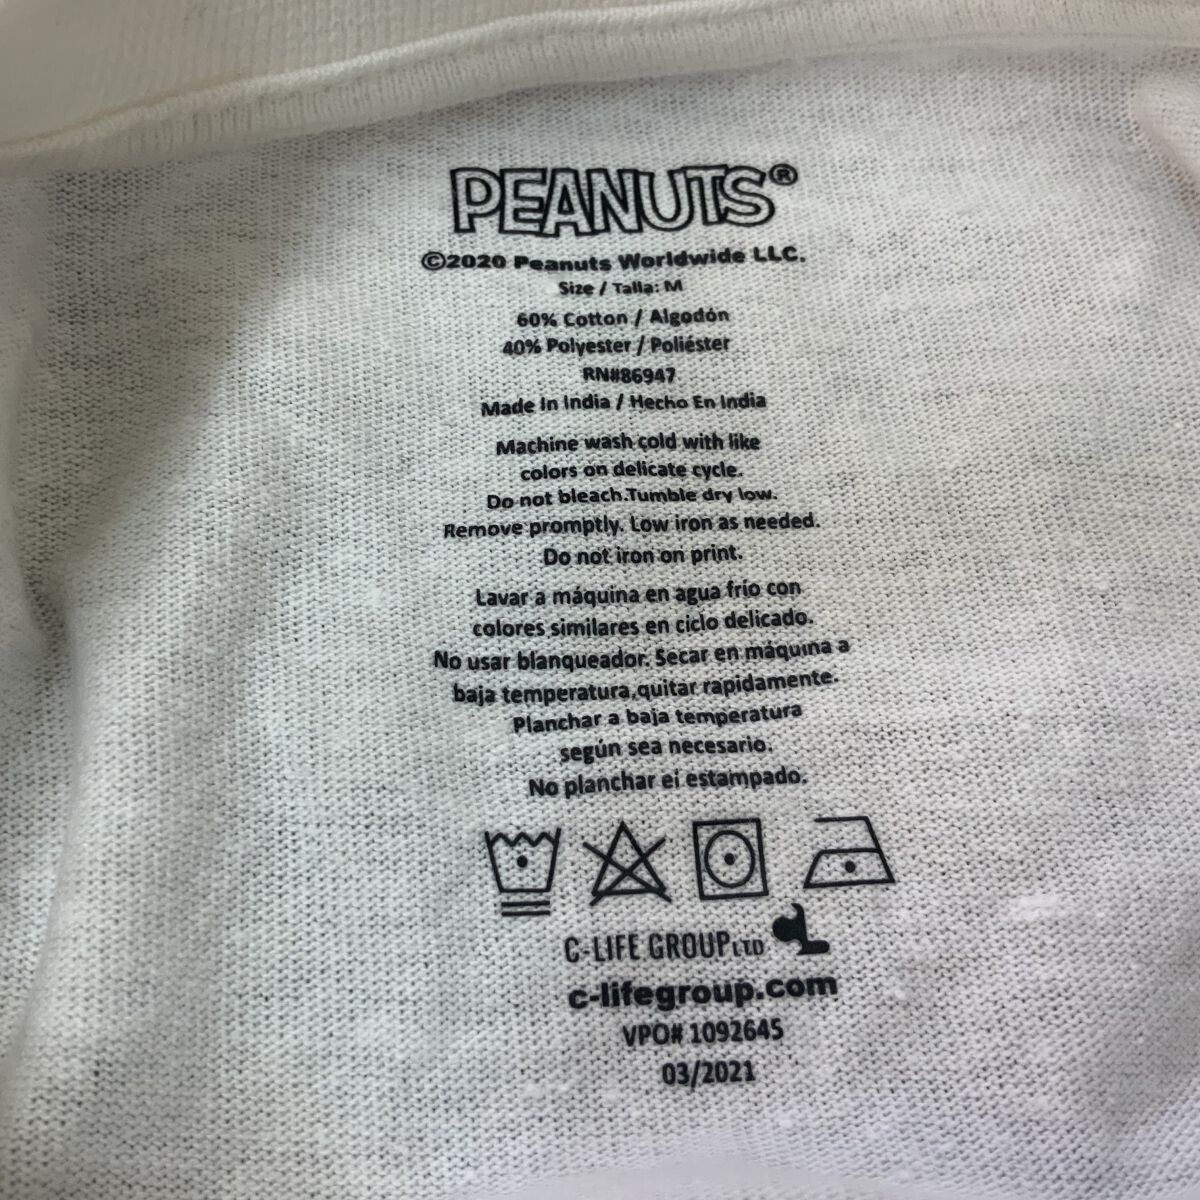 PEANUTS®
©2020 Peanuts Worldwide LLC.
Size / Talla: M
60% Cotton / Algodón
40% Polyester / Poliéster
RN#86947
Made In India / Hecho En India
Machine wash cold with like
colors on delicate cycle.
Do not bleach.Tumble dry low.
Remove promptly. Low iron as needed.
Do not iron on print.
Lavar a máquina en agua frío con
colores similares en ciclo delicado.
No usar blanqueador. Secar en máquina a
baja temperatura,quitar rapidamente.
Planchar a baja temperatura
según sea necesario.
No planchar el estampado.
C-LIFE GROUP LTD
c-lifegroup.com
VPO# 1092645
03/2021